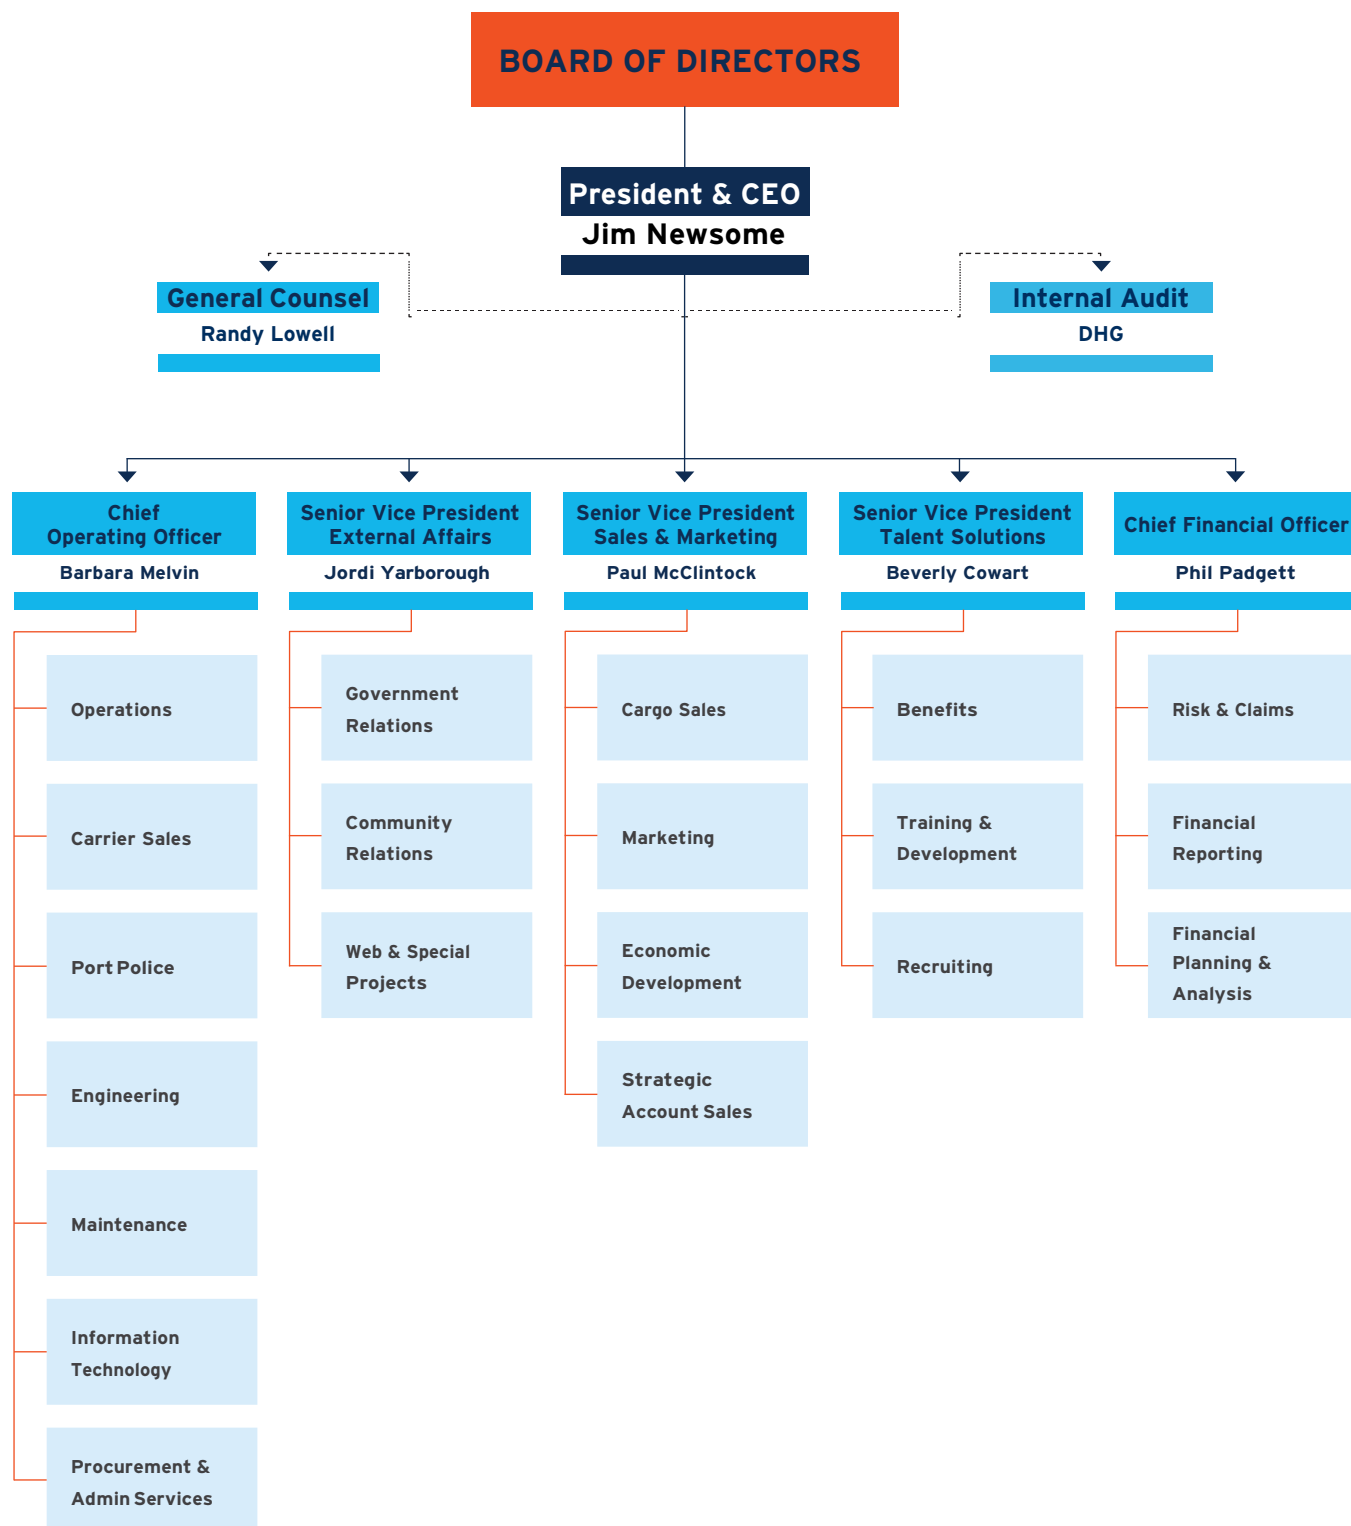 BOARD OF DIRECTORS
President & CEO
Jim Newsome
General Counsel
Randy Lowell
Internal Audit
DHG
Chief
Operating Officer
Barbara Melvin
Senior Vice President
External Affairs
Jordi Yarborough
Senior Vice President
Sales & Marketing
Paul McClintock
Senior Vice President
Talent Solutions
Beverly Cowart
Chief Financial Officer
Phil Padgett
Operations
Carrier Sales
Port Police
Engineering
Maintenance
Information
Technology
Procurement &
Admin Services
Government
Relations
Community
Relations
Web & Special
Projects
Cargo Sales
Marketing
Economic
Development
Strategic
Account Sales
Benefits
Training &
Development
Recruiting
Risk & Claims
Financial
Reporting
Financial
Planning &
Analysis